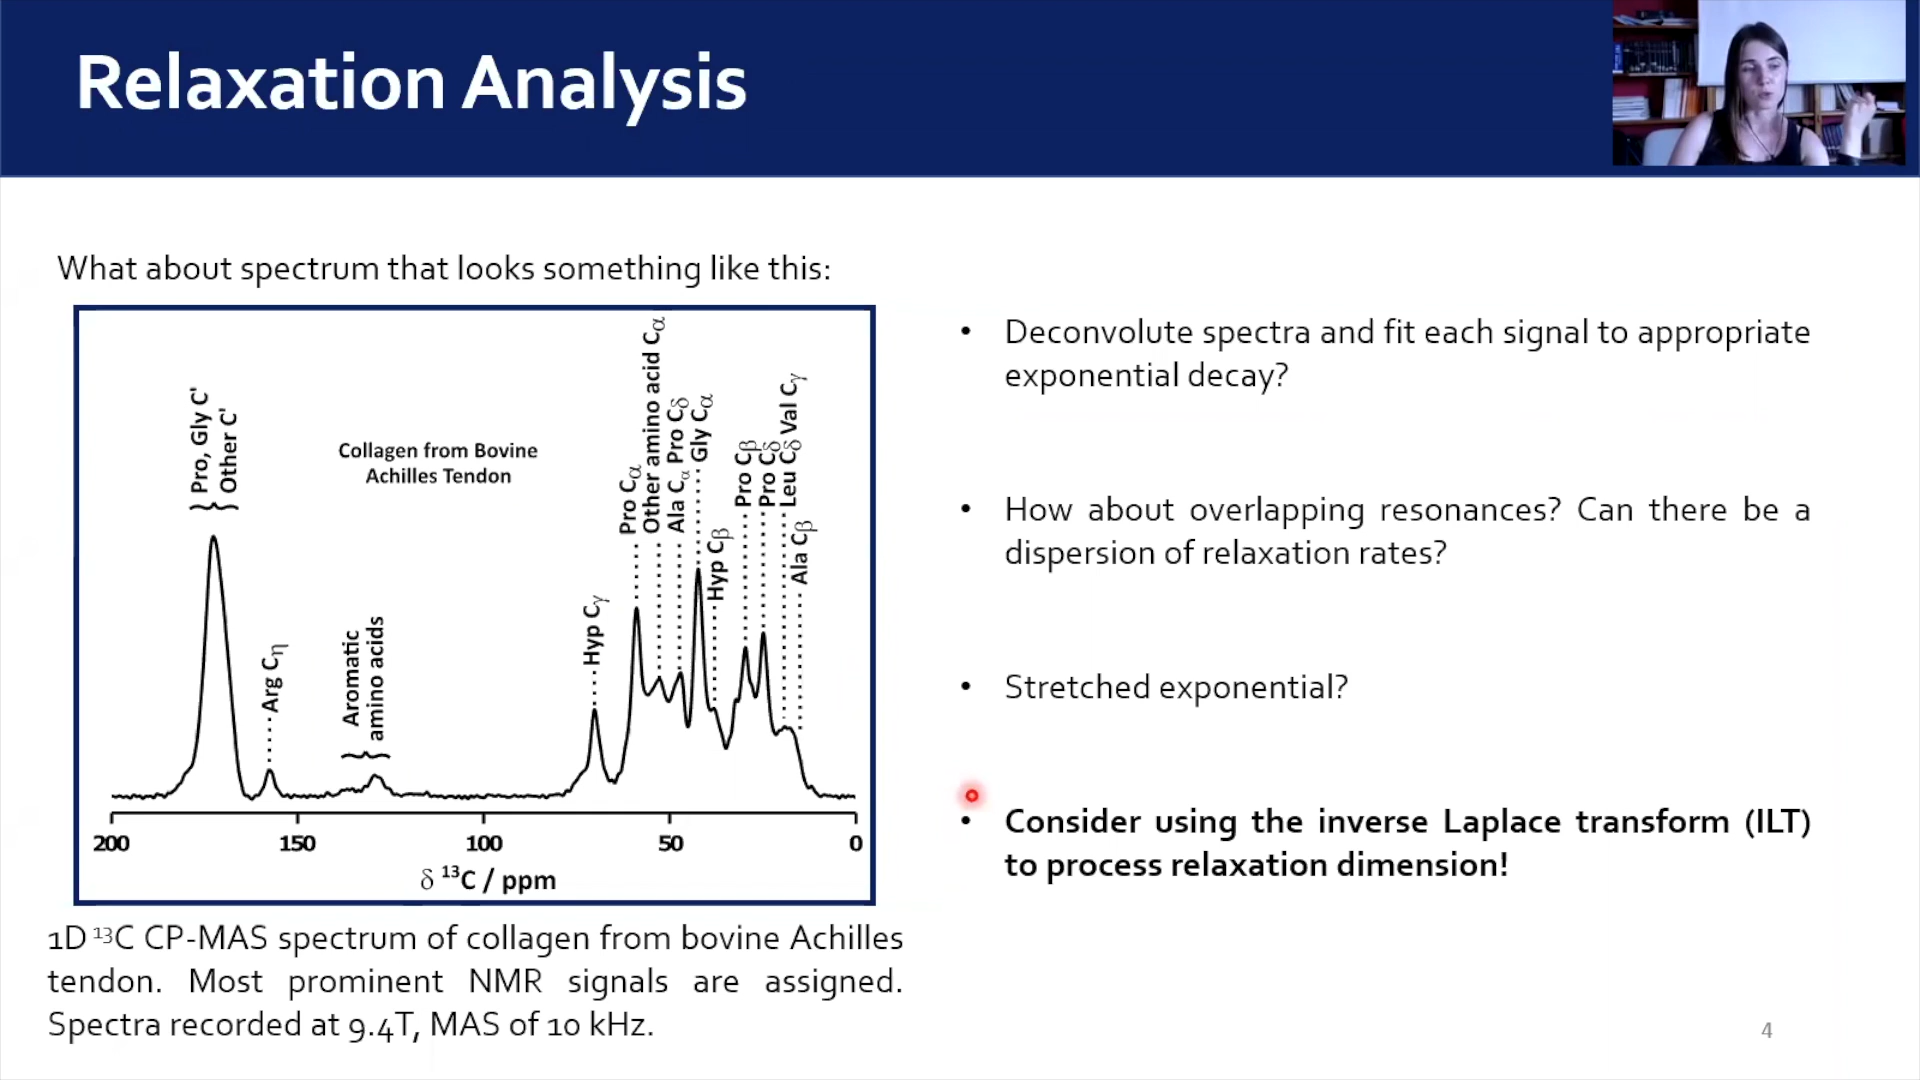 Relaxation Analysis
What about spectrum that looks something like this:
Pro, Gly C'
Other C'
Collagen from Bovine
Achilles Tendon
Arg Cη
Aromatic
amino acids
Hyp Cγ
Pro Cα
Other amino acid Cα
Ala Cα Pro Cδ
Gly Cα
Hyp Cβ
Pro Cβ
Pro Cδ
Leu Cδ Val Cγ
Ala Cβ
200 150 100 50 0
δ ¹³C / ppm
1D ¹³C CP-MAS spectrum of collagen from bovine Achilles
tendon. Most prominent NMR signals are assigned.
Spectra recorded at 9.4T, MAS of 10 kHz.
• Deconvolute spectra and fit each signal to appropriate
exponential decay?
• How about overlapping resonances? Can there be a
dispersion of relaxation rates?
• Stretched exponential?
• Consider using the inverse Laplace transform (ILT)
to process relaxation dimension!
4